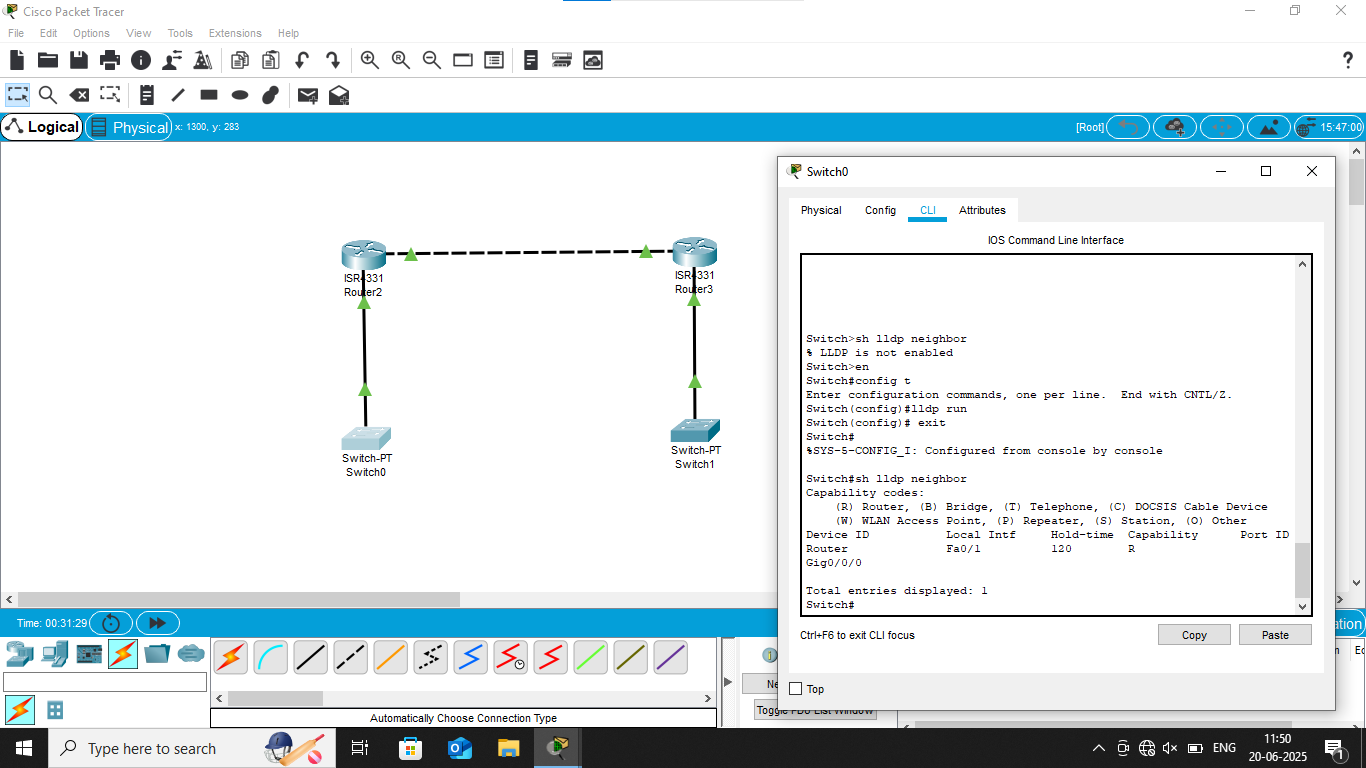 Cisco Packet Tracer
File Edit Options View Tools Extensions Help
?
Logical
Physical
x: 1300, y: 283
[Root]
15:47:00
ISR4331
Router2
ISR4331
Router3
Switch-PT
Switch0
Switch-PT
Switch1
Switch0
Physical Config CLI Attributes
IOS Command Line Interface
Switch>sh lldp neighbor
% LLDP is not enabled
Switch>en
Switch#config t
Enter configuration commands, one per line.  End with CNTL/Z.
Switch(config)#lldp run
Switch(config)# exit
Switch#
%SYS-5-CONFIG_I: Configured from console by console
Switch#sh lldp neighbor
Capability codes:
(R) Router, (B) Bridge, (T) Telephone, (C) DOCSIS Cable Device
(W) WLAN Access Point, (P) Repeater, (S) Station, (O) Other
Device ID Local Intf Hold-time Capability Port ID
Router Fa0/1 120 R
Gig0/0/0
Total entries displayed: 1
Switch#
Ctrl+F6 to exit CLI focus
Copy
Paste
Top
Time: 00:31:29
Automatically Choose Connection Type
Ne
Toggle PDU List Window
Type here to search
ENG
11:50
20-06-2025
1